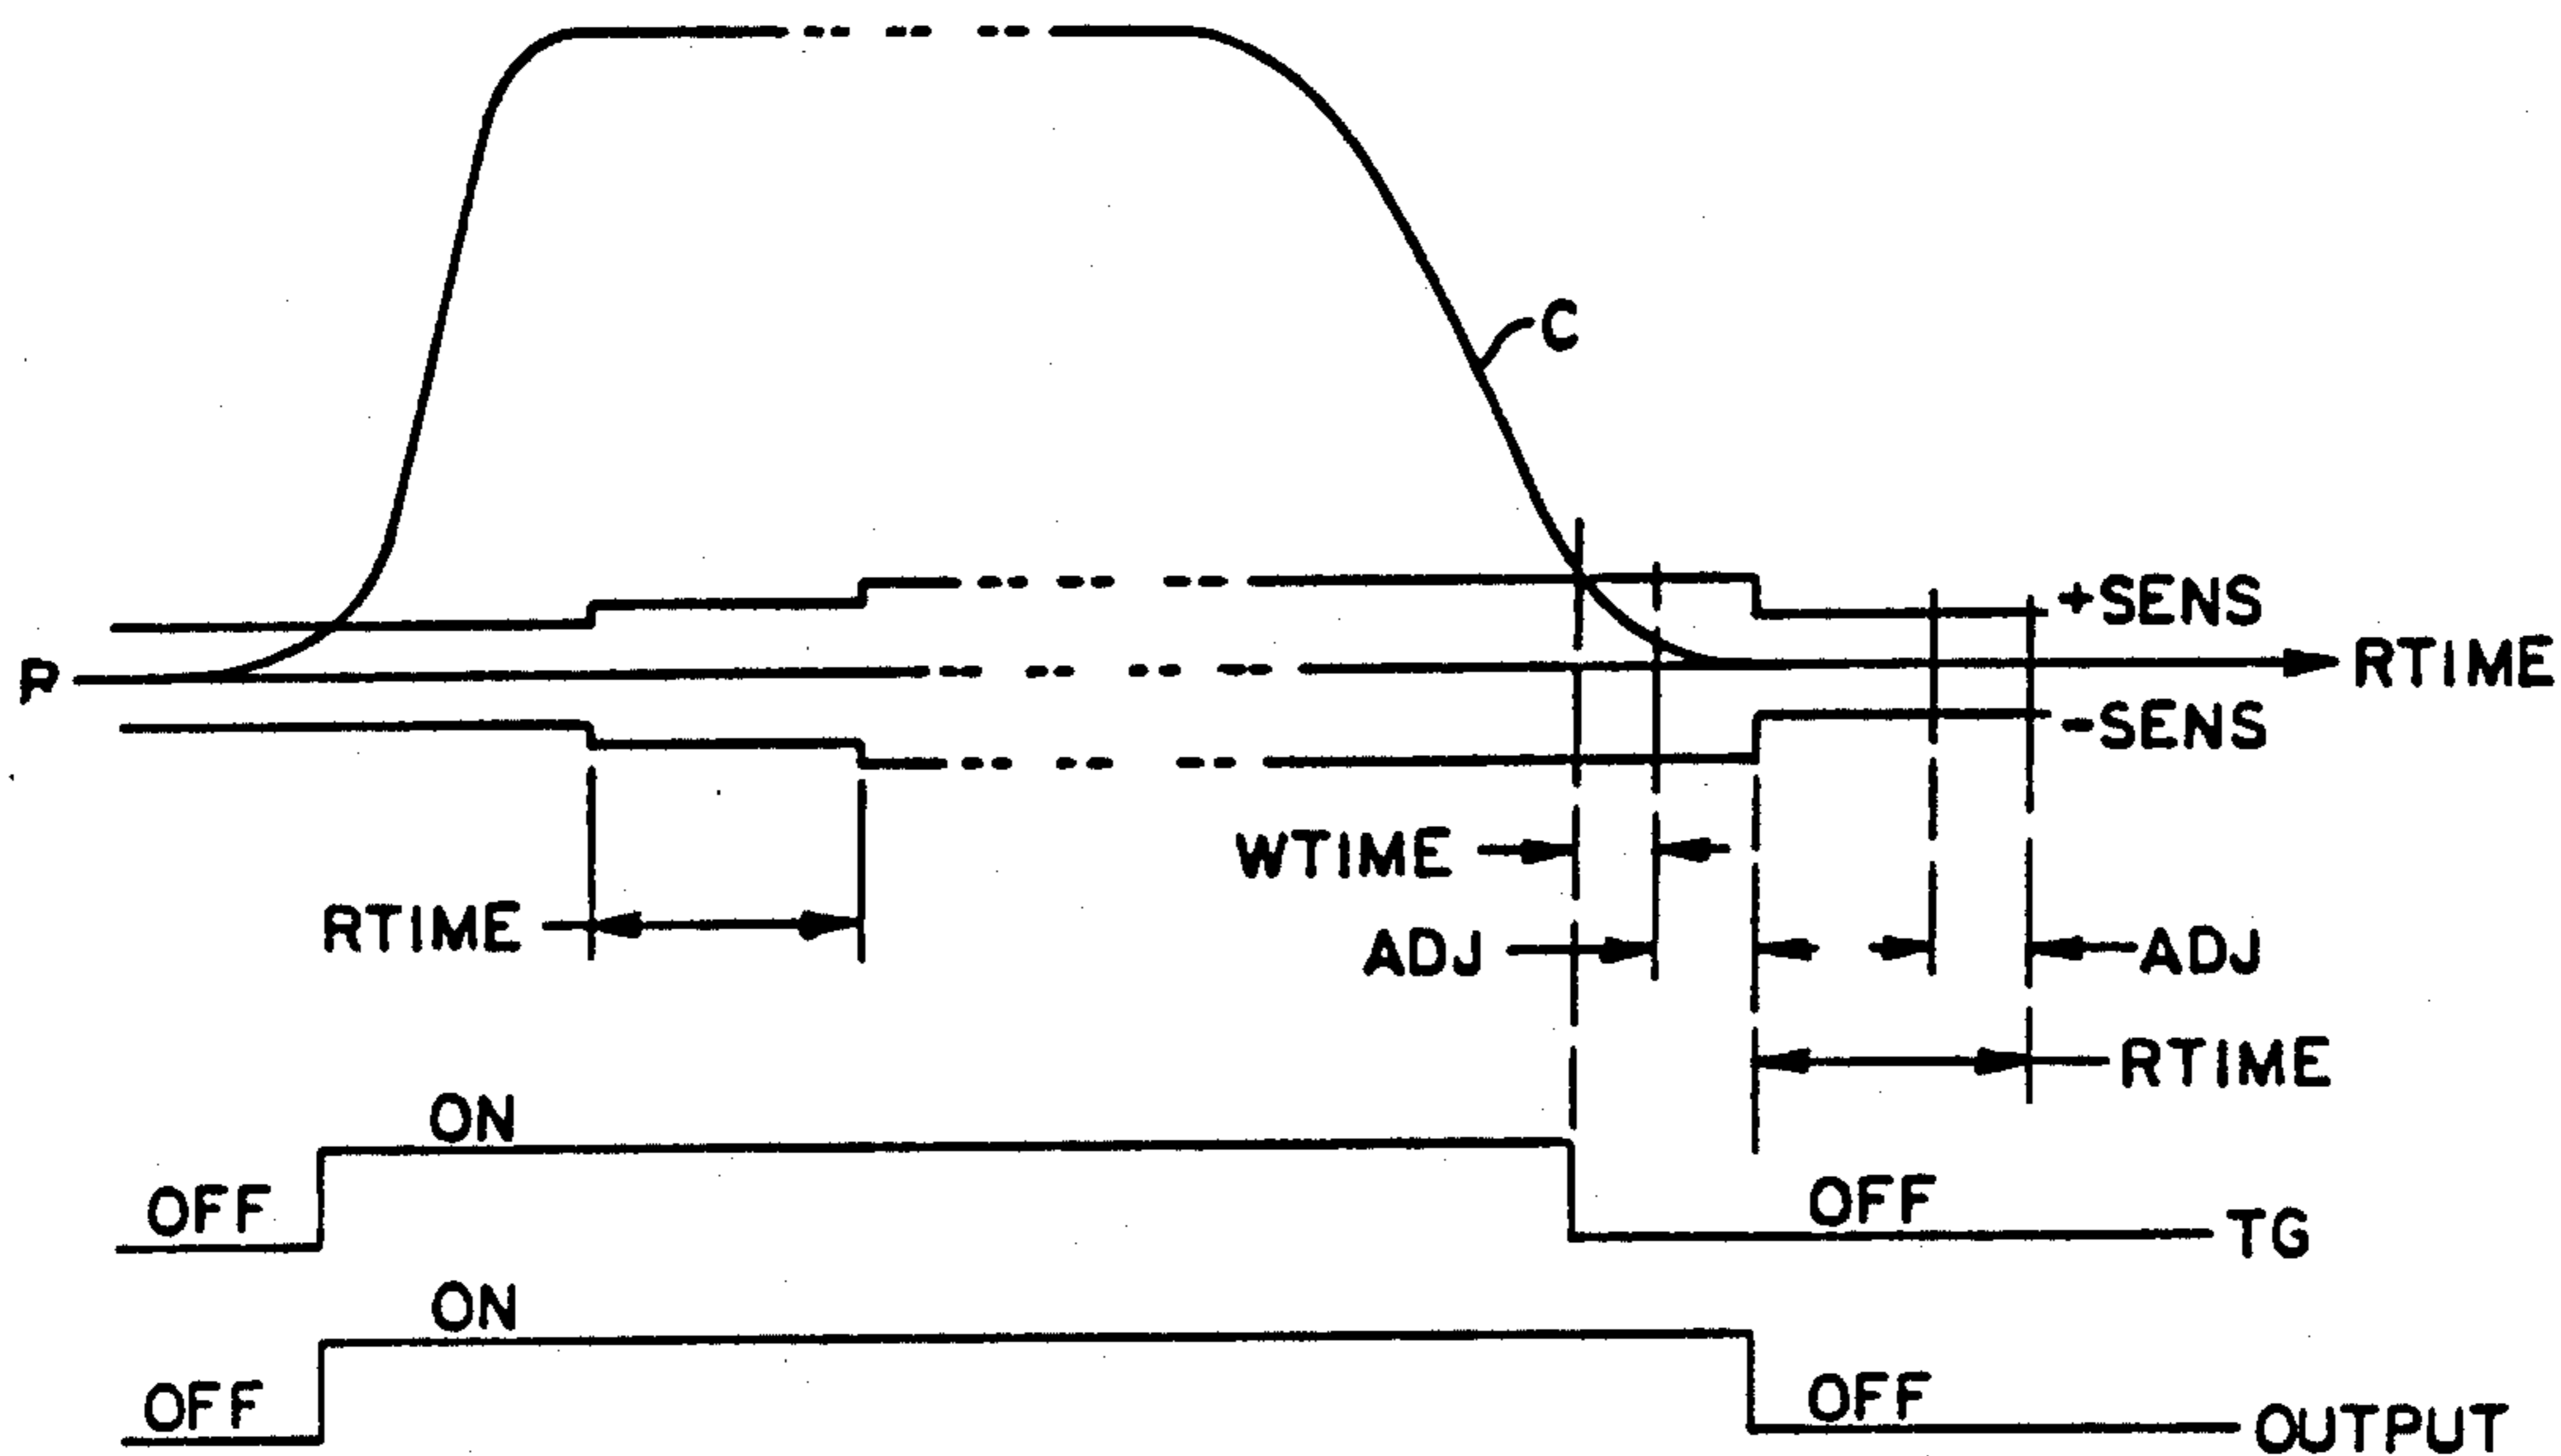 C
+SENS
R
RTIME
-SENS
WTIME
RTIME
ADJ
ADJ
RTIME
ON
OFF
OFF
TG
ON
OFF
OFF
OUTPUT